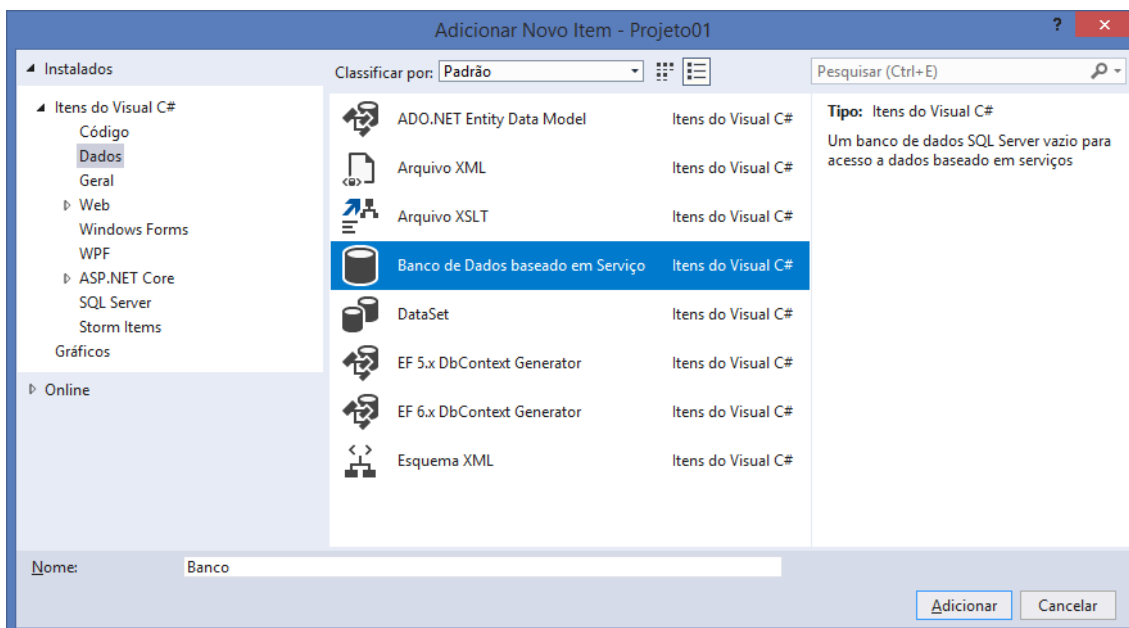 Adicionar Novo Item - Projeto01
?
Instalados
Classificar por: Padrão
Pesquisar (Ctrl+E)
Itens do Visual C#
Código
Dados
Geral
Web
Windows Forms
WPF
ASP.NET Core
SQL Server
Storm Items
Gráficos
Online
ADO.NET Entity Data Model Itens do Visual C#
Arquivo XML Itens do Visual C#
Arquivo XSLT Itens do Visual C#
Banco de Dados baseado em Serviço Itens do Visual C#
DataSet Itens do Visual C#
EF 5.x DbContext Generator Itens do Visual C#
EF 6.x DbContext Generator Itens do Visual C#
Esquema XML Itens do Visual C#
Tipo: Itens do Visual C#
Um banco de dados SQL Server vazio para
acesso a dados baseado em serviços
Nome: Banco
Adicionar Cancelar